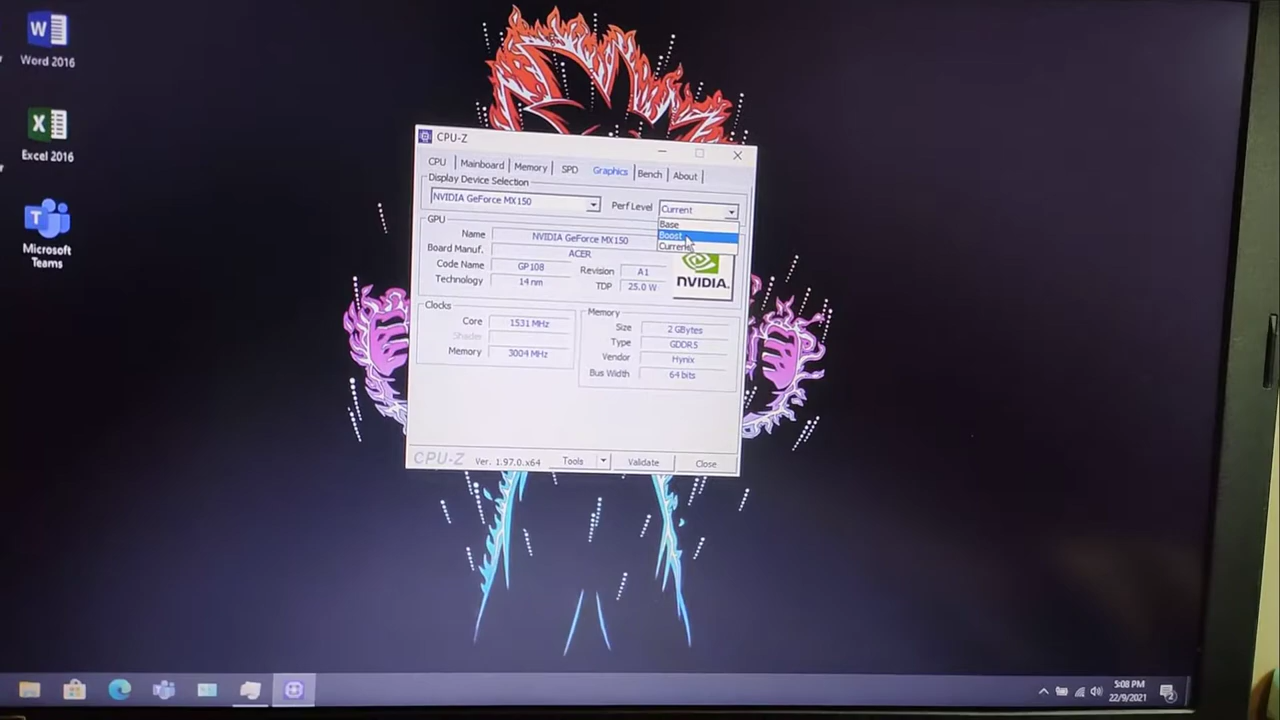 Word 2016
Excel 2016
Microsoft
Teams
CPU-Z
CPU Mainboard Memory SPD Graphics Bench About
Display Device Selection
NVIDIA GeForce MX150 Perf Level Current
Base
Boost
Current
GPU
Name NVIDIA GeForce MX150
Board Manuf. ACER
Code Name GP108 Revision A1
Technology 14 nm TDP 25.0 W
NVIDIA.
Clocks
Core 1531 MHz
Shader
Memory 3004 MHz
Memory
Size 2 GBytes
Type GDDR5
Vendor Hynix
Bus Width 64 bits
CPU-Z Ver. 1.97.0.x64 Tools Validate Close
5:08 PM
22/9/2021
2